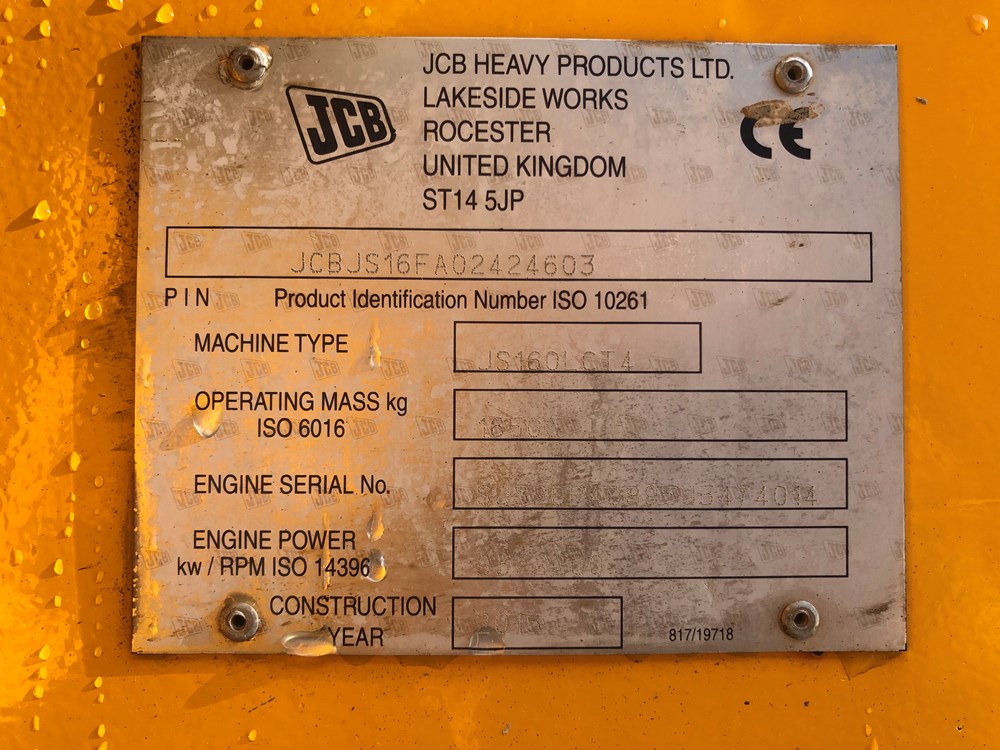 JCB HEAVY PRODUCTS LTD.
LAKESIDE WORKS
JCB
ROCESTER
CE
UNITED KINGDOM
ST14 5JP
JCBJS16FA02424603
PIN Product Identification Number ISO 10261
MACHINE TYPE JS160LCT4
OPERATING MASS kg
ISO 6016
ENGINE SERIAL No.
ENGINE POWER
kw / RPM ISO 14396
CONSTRUCTION
YEAR
817/19718